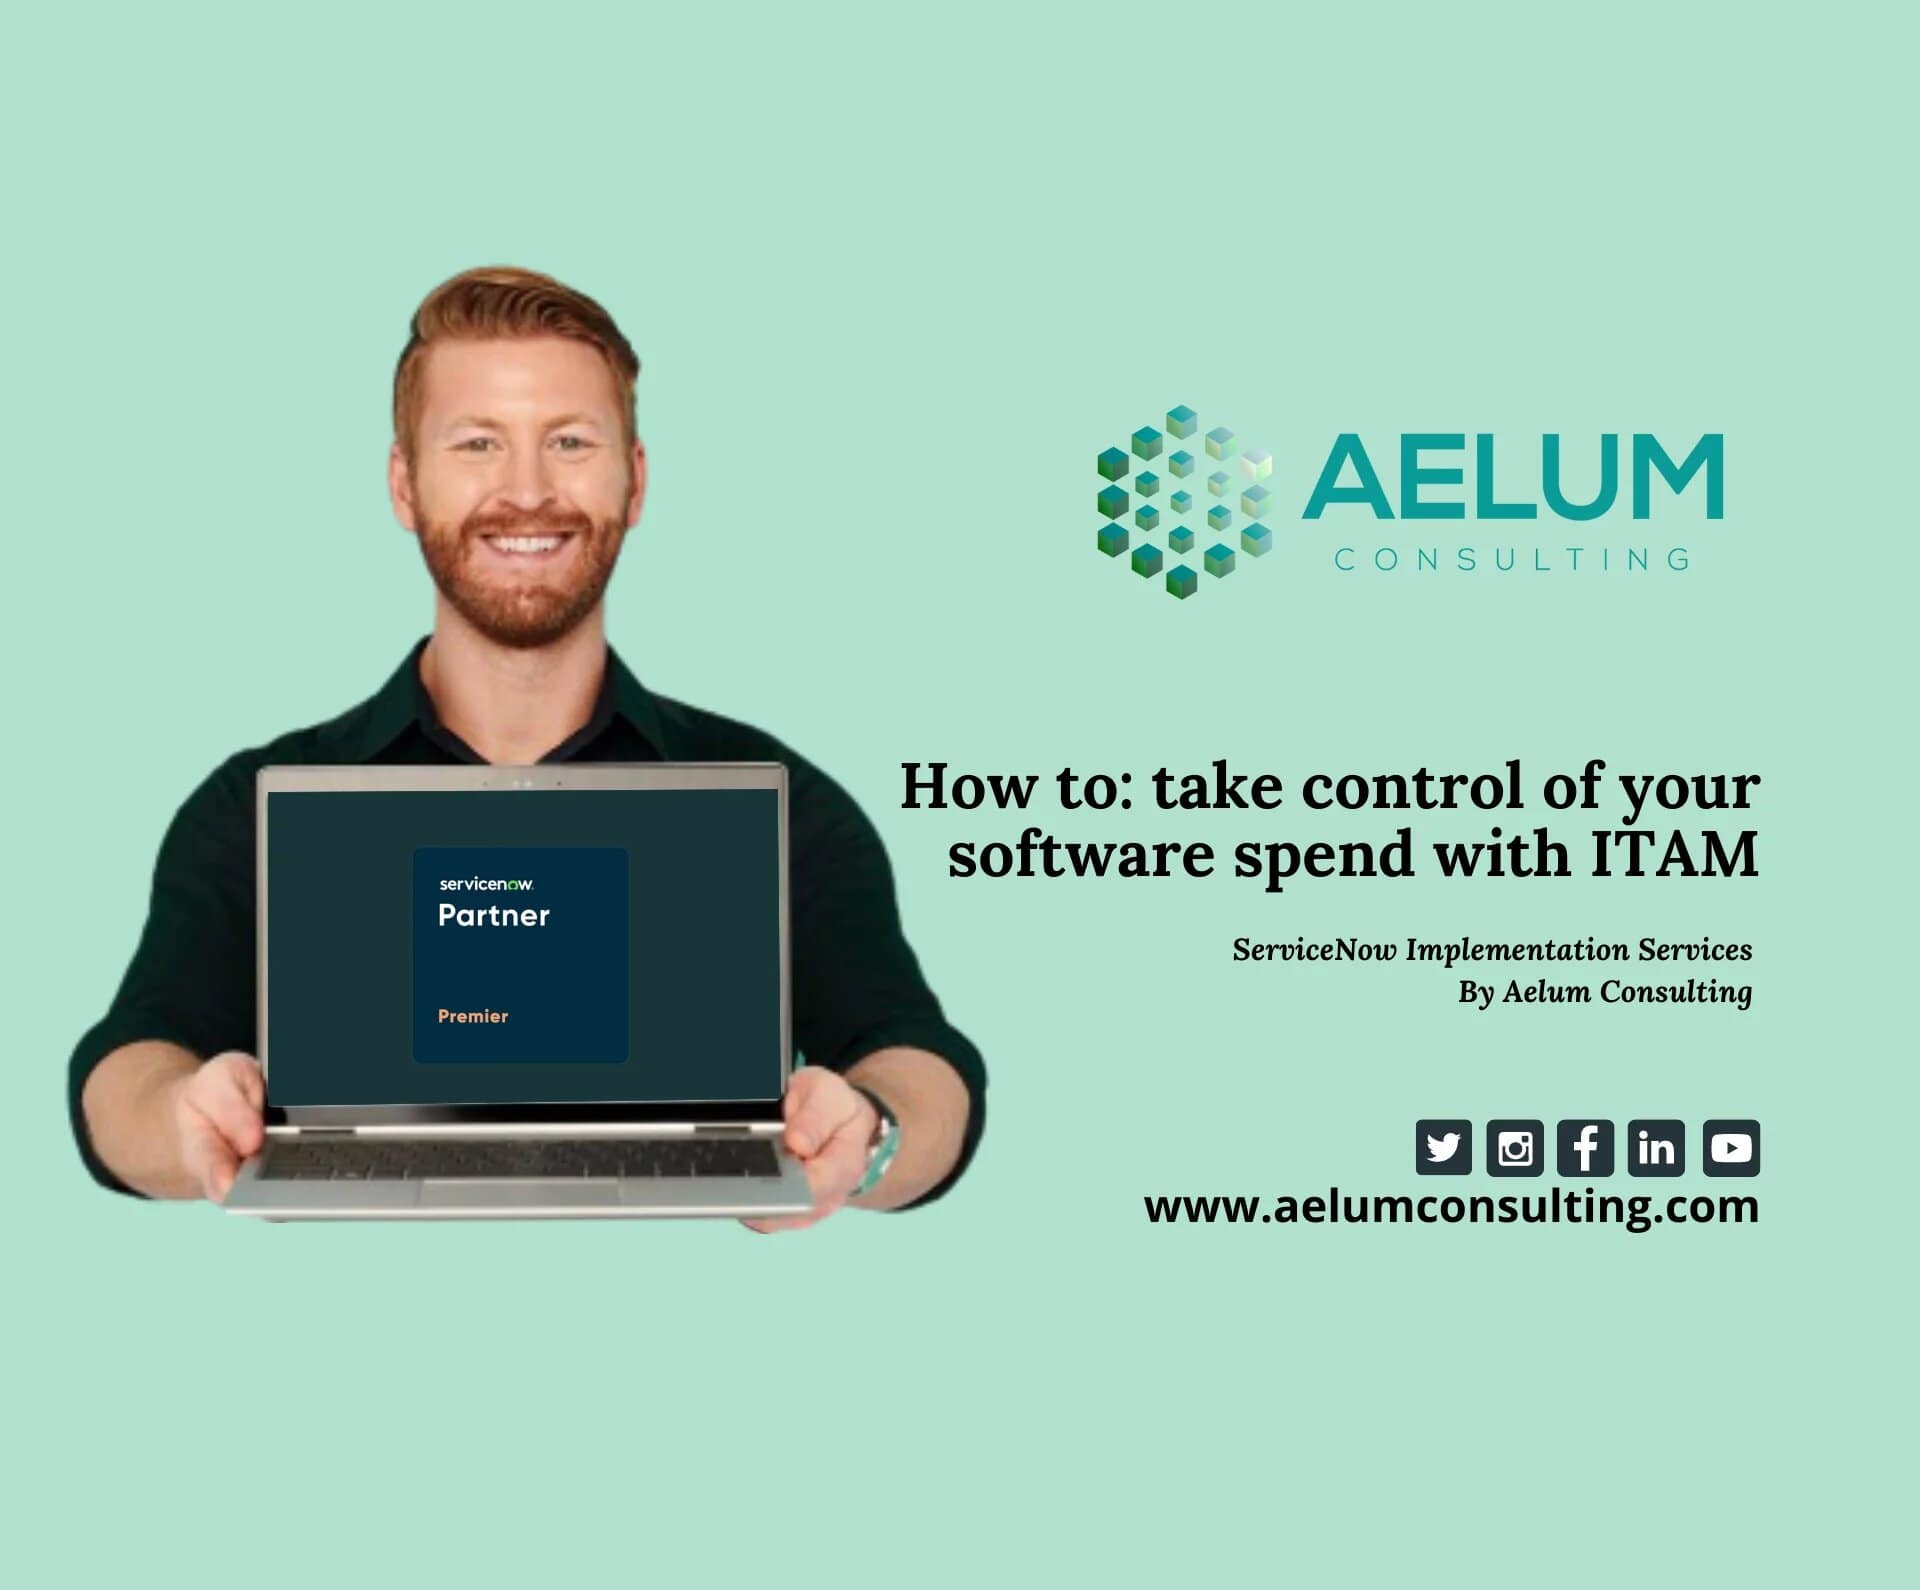 AELUM
CONSULTING
How to: take control of your
software spend with ITAM
ServiceNow Implementation Services
By Aelum Consulting
www.aelumconsulting.com
servicenow.
Partner
Premier